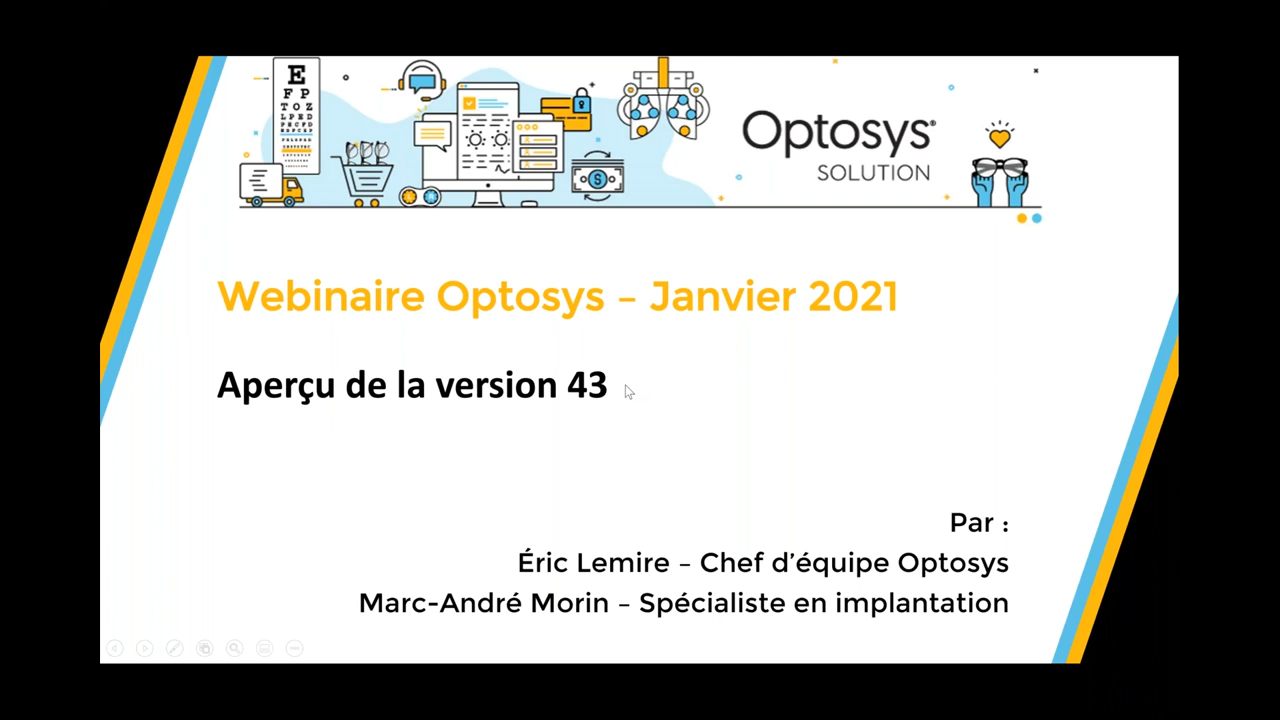 E
F P
T O Z
L P E D
P E C F D
E D F C Z P
Optosys®
SOLUTION
$
Webinaire Optosys – Janvier 2021
Aperçu de la version 43
Par :
Éric Lemire – Chef d'équipe Optosys
Marc-André Morin – Spécialiste en implantation